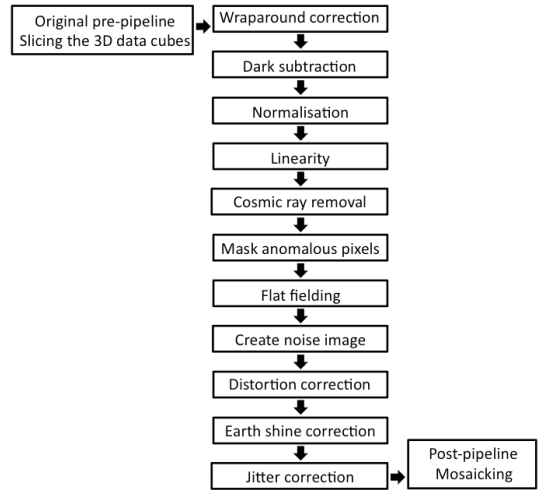 Original pre-pipeline
Slicing the 3D data cubes
Wraparound correction
Dark subtraction
Normalisation
Linearity
Cosmic ray removal
Mask anomalous pixels
Flat fielding
Create noise image
Distortion correction
Earth shine correction
Jitter correction
Post-pipeline
Mosaicking